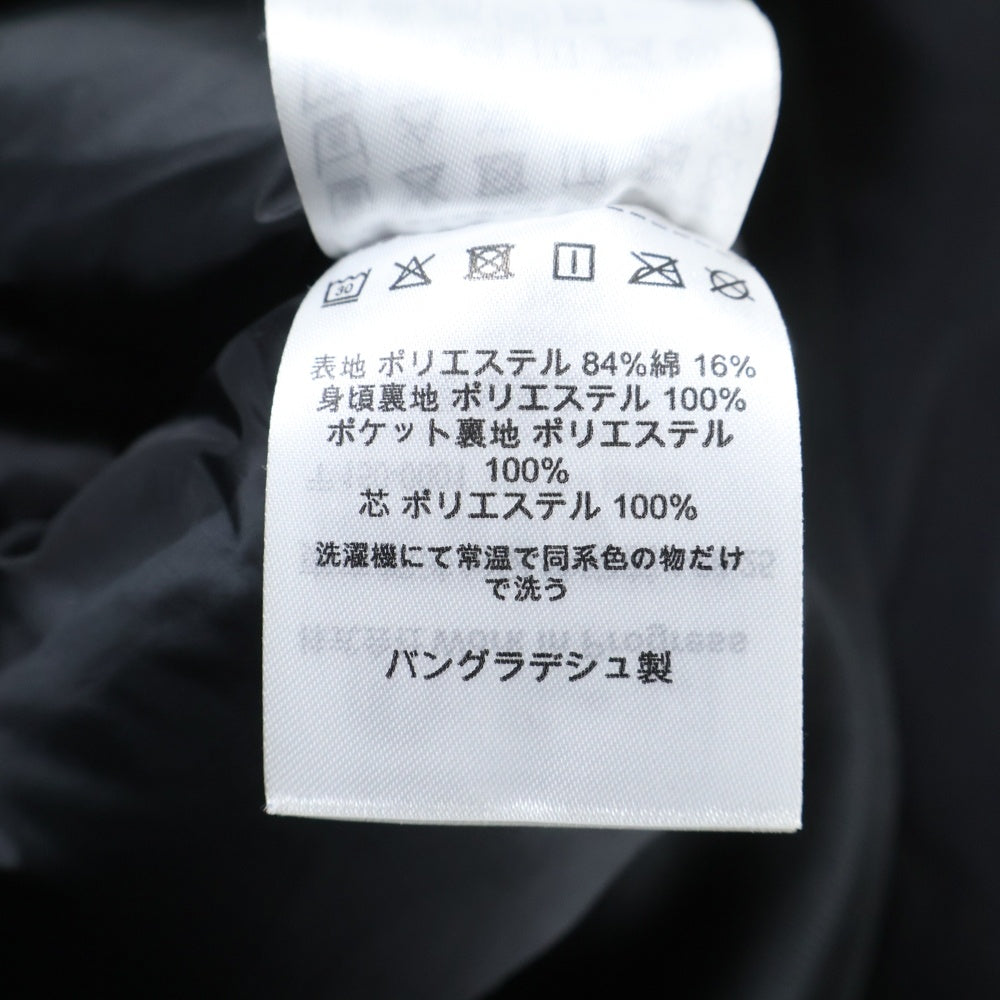 30
表地 ポリエステル 84%綿 16%
身頃裏地 ポリエステル 100%
ポケット裏地 ポリエステル
100%
芯 ポリエステル 100%
洗濯機にて常温で同系色の物だけ
で洗う
バングラデシュ製